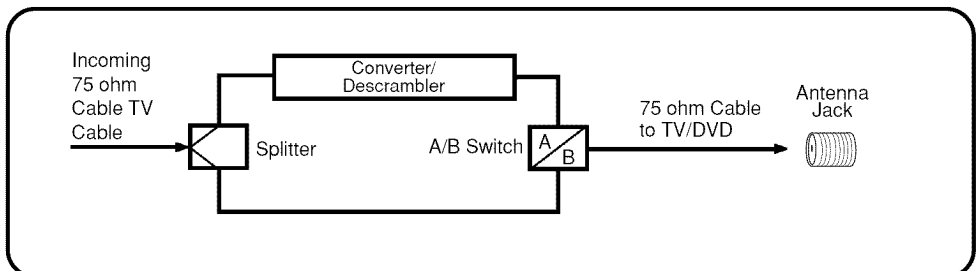 Incoming
75 ohm
Cable TV
Cable
Converter/
Descrambler
Splitter
A/B Switch
A
B
75 ohm Cable
to TV/DVD
Antenna
Jack